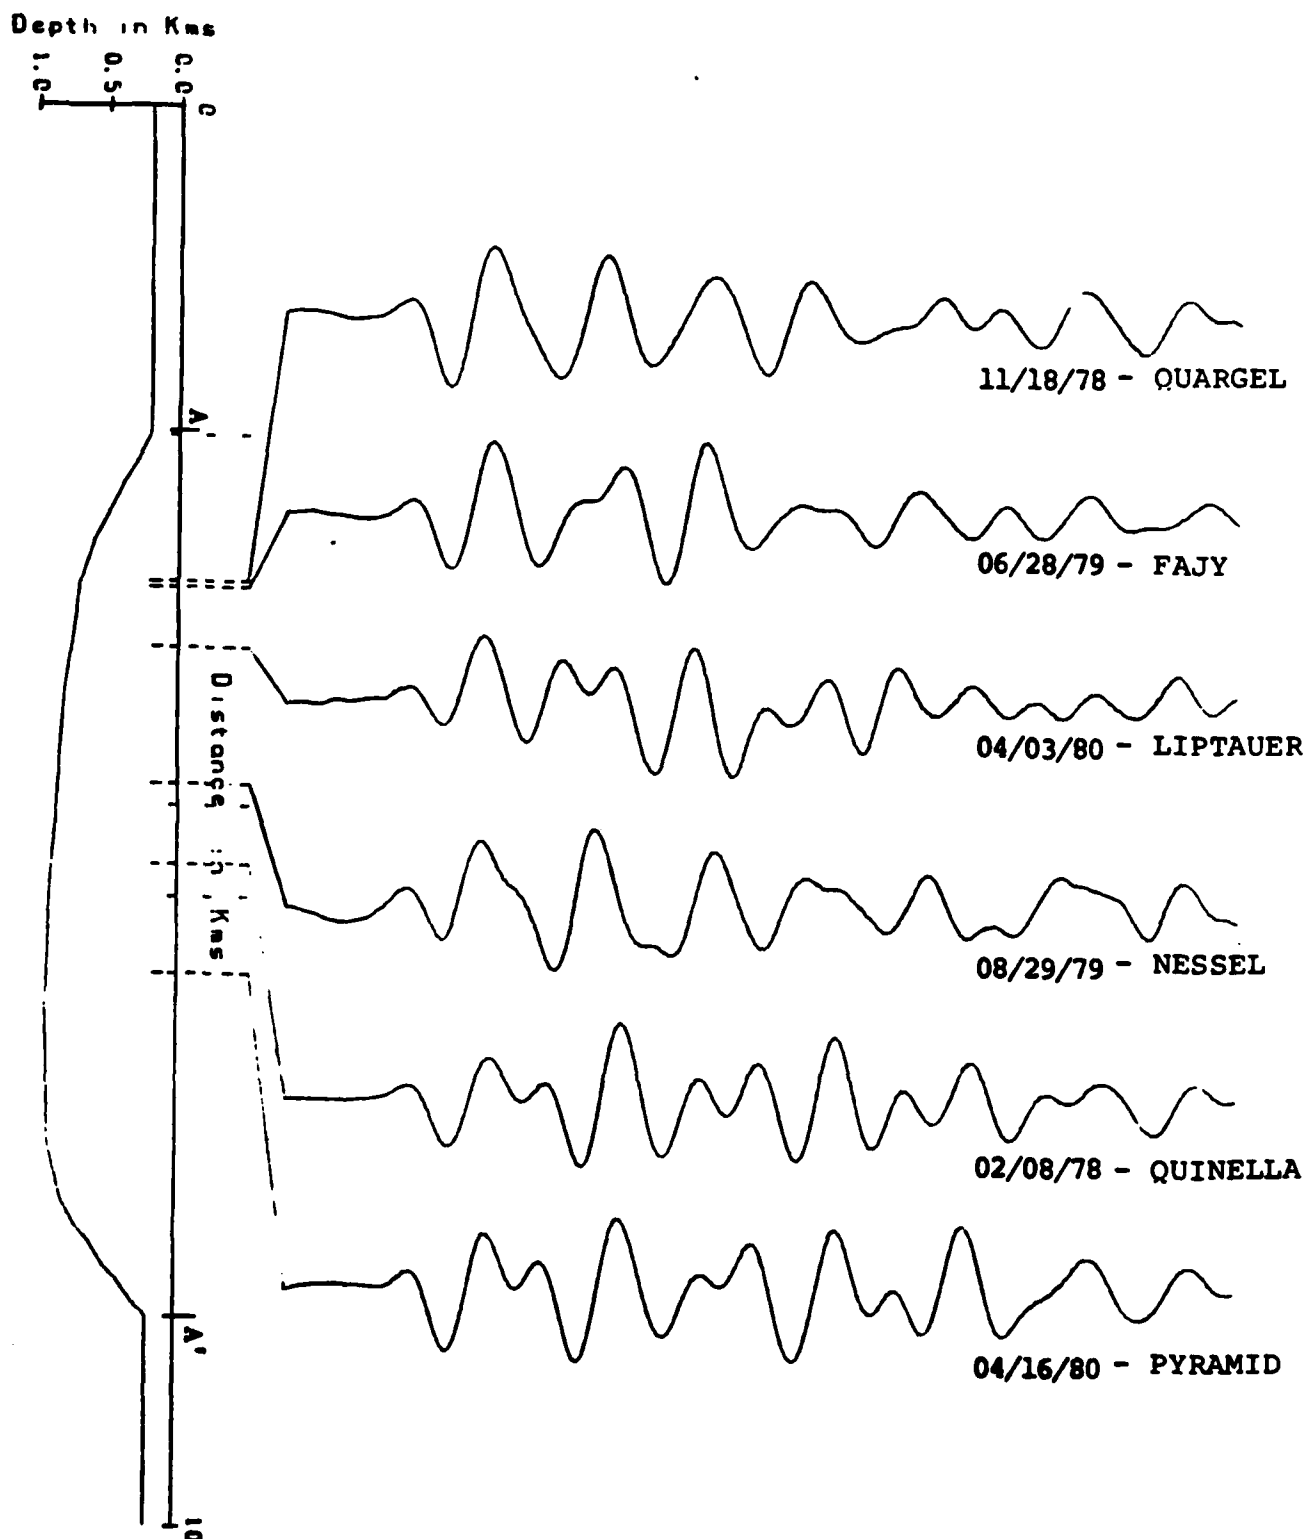 Depth in Kms
1.0 0.5 0.0
0
A
11/18/78 - QUARGEL
06/28/79 - FAJY
04/03/80 - LIPTAUER
Distance in Kms
08/29/79 - NESSEL
02/08/78 - QUINELLA
04/16/80 - PYRAMID
A'
10